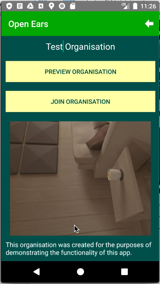 11:26
Open Ears
Test Organisation
PREVIEW ORGANISATION
JOIN ORGANISATION
This organisation was created for the purposes of
demonstrating the functionality of this app.